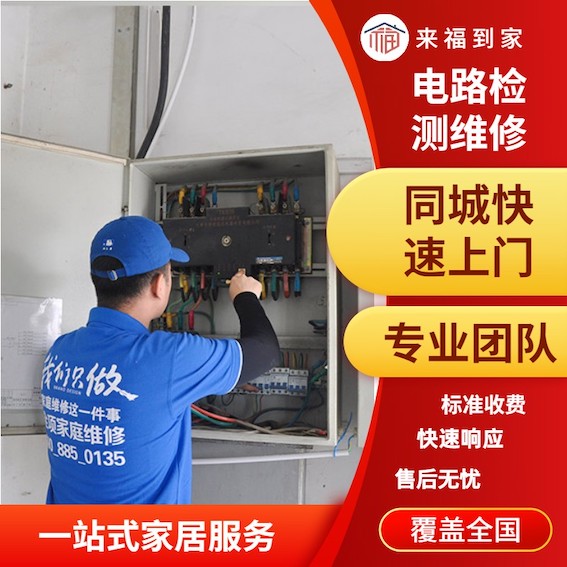 来福到家
电路检
测维修
同城快
速上门
专业团队
标准收费
快速响应
售后无忧
覆盖全国
一站式家居服务
我们只做
家庭维修这一件事
家庭维修
885_0135
福